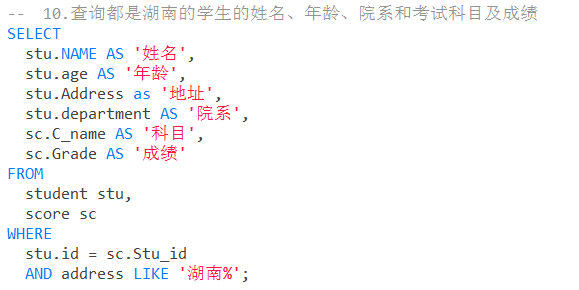 -- 10.查询都是湖南的学生的姓名、年龄、院系和考试科目及成绩
SELECT
  stu.NAME AS '姓名',
  stu.age AS '年龄',
  stu.Address as '地址',
  stu.department AS '院系',
  sc.C_name AS '科目',
  sc.Grade AS '成绩'
FROM
  student stu,
  score sc
WHERE
  stu.id = sc.Stu_id
  AND address LIKE '湖南%';